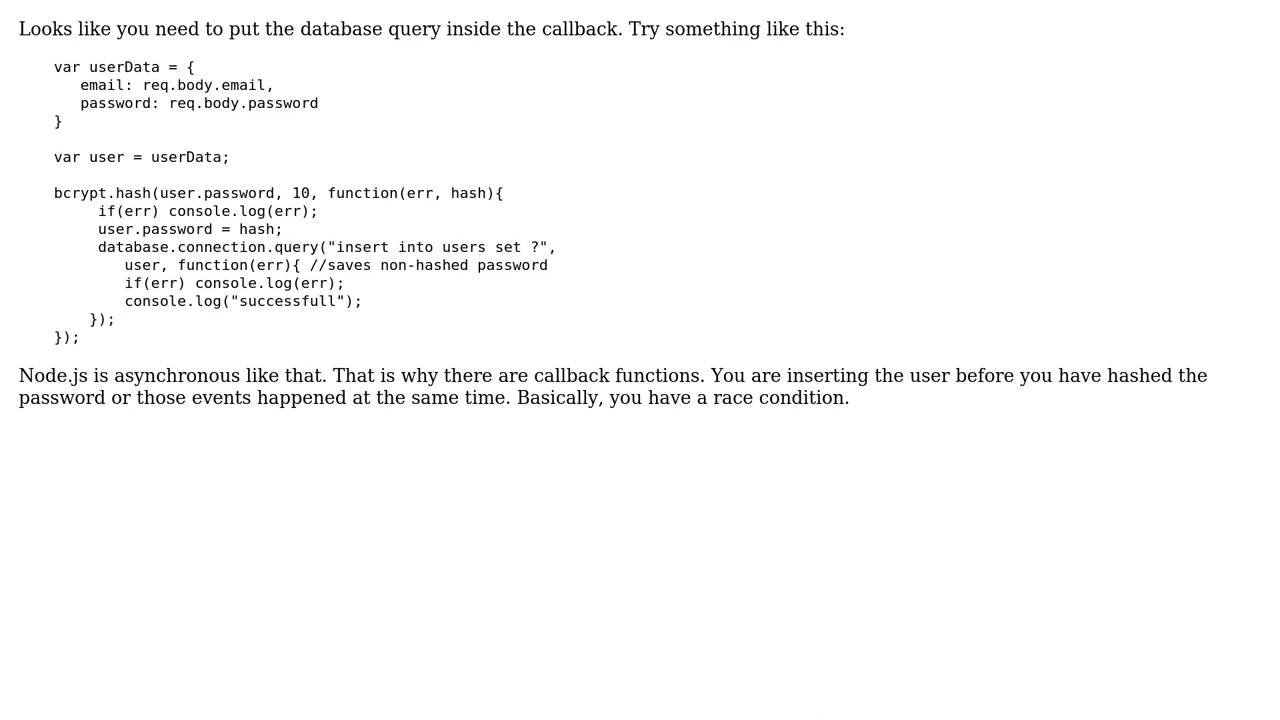 Looks like you need to put the database query inside the callback. Try something like this:
var userData = {
   email: req.body.email,
   password: req.body.password
}
var user = userData;
bcrypt.hash(user.password, 10, function(err, hash){
     if(err) console.log(err);
     user.password = hash;
     database.connection.query("insert into users set ?",
        user, function(err){ //saves non-hashed password
        if(err) console.log(err);
        console.log("successfull");
    });
});
Node.js is asynchronous like that. That is why there are callback functions. You are inserting the user before you have hashed the
password or those events happened at the same time. Basically, you have a race condition.